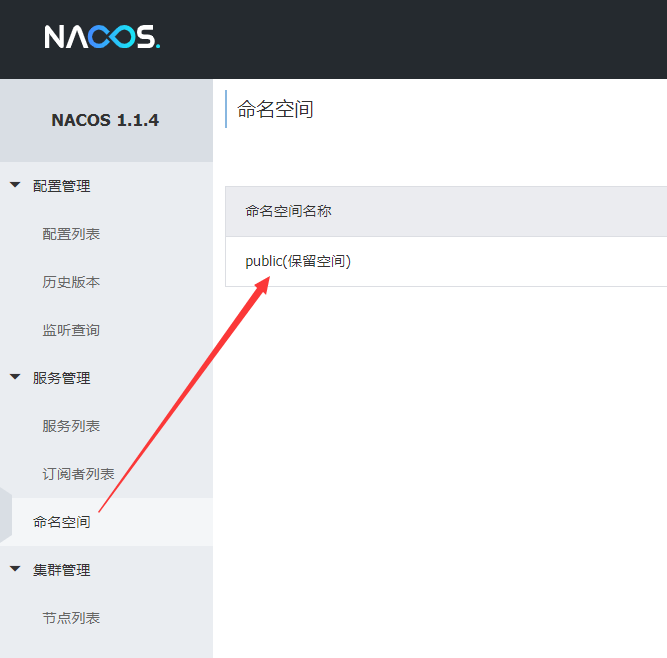 NACOS.
NACOS 1.1.4
配置管理
配置列表
历史版本
监听查询
服务管理
服务列表
订阅者列表
命名空间
集群管理
节点列表
命名空间
命名空间名称
public(保留空间)